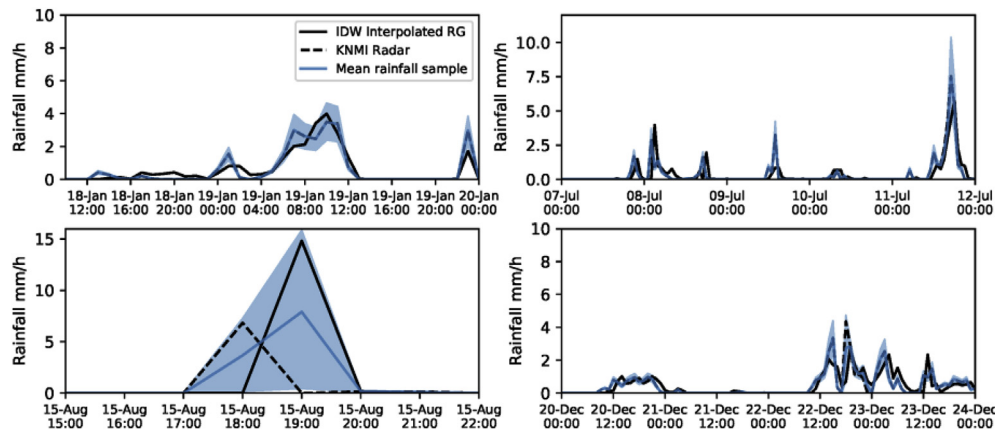 10
8
6
4
2
0
Rainfall mm/h
IDW Interpolated RG
KNMI Radar
Mean rainfall sample
18-Jan 18-Jan 18-Jan 19-Jan 19-Jan 19-Jan 19-Jan 19-Jan 19-Jan 20-Jan
12:00 16:00 20:00 00:00 04:00 08:00 12:00 16:00 20:00 00:00
10.0
7.5
5.0
2.5
0.0
Rainfall mm/h
07-Jul 08-Jul 09-Jul 10-Jul 11-Jul 12-Jul
00:00 00:00 00:00 00:00 00:00 00:00
15
10
5
0
Rainfall mm/h
15-Aug 15-Aug 15-Aug 15-Aug 15-Aug 15-Aug 15-Aug 15-Aug
15:00 16:00 17:00 18:00 19:00 20:00 21:00 22:00
10
8
6
4
2
0
Rainfall mm/h
20-Dec 20-Dec 21-Dec 21-Dec 22-Dec 22-Dec 23-Dec 23-Dec 24-Dec
00:00 12:00 00:00 12:00 00:00 12:00 00:00 12:00 00:00